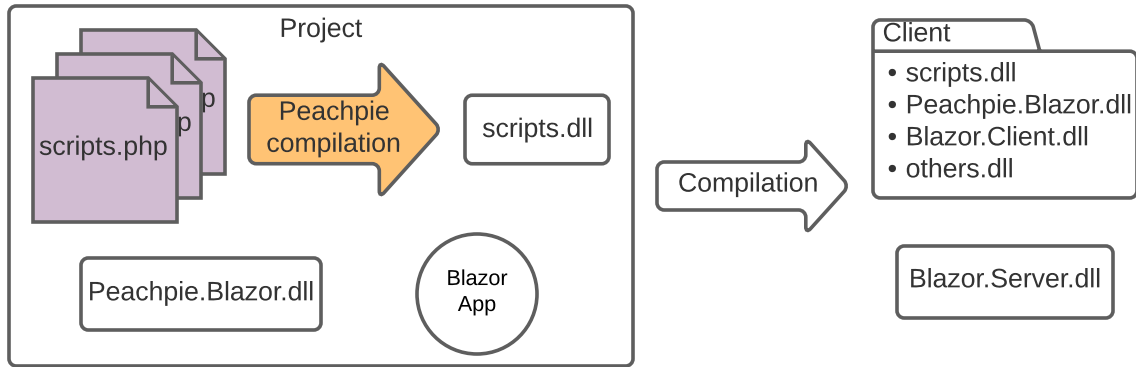 Project
p
p
scripts.php
Peachpie
compilation
scripts.dll
Peachpie.Blazor.dll
Blazor
App
Compilation
Client
• scripts.dll
• Peachpie.Blazor.dll
• Blazor.Client.dll
• others.dll
Blazor.Server.dll